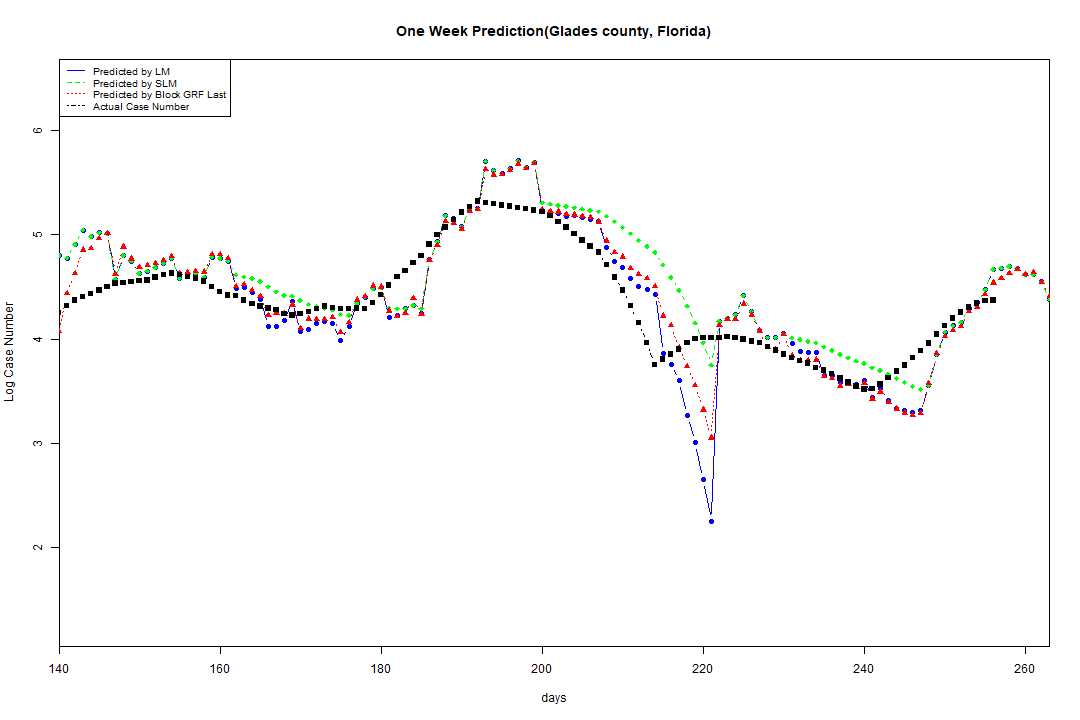 One Week Prediction(Glades county, Florida)
Predicted by LM
Predicted by SLM
Predicted by Block GRF Last
Actual Case Number
6
5
4
3
2
Log Case Number
140 160 180 200 220 240 260
days